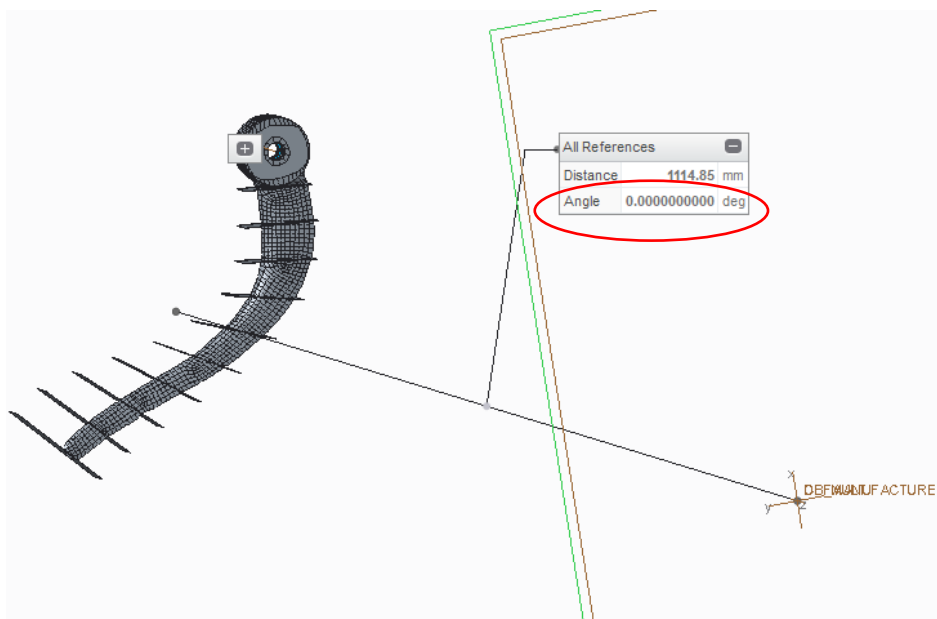 All References
Distance 1114.85 mm
Angle 0.0000000000 deg
x
y
z